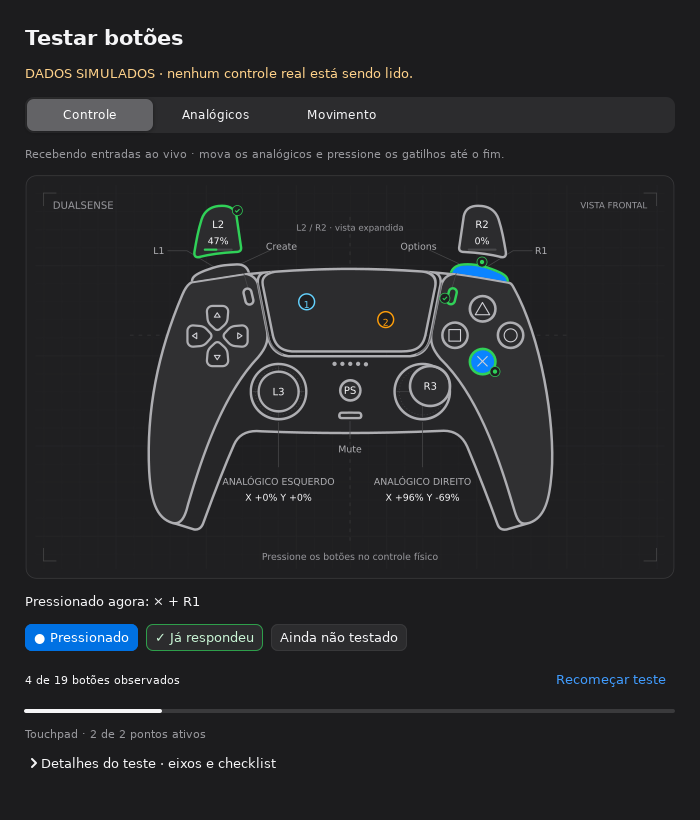 Testar botões
DADOS SIMULADOS · nenhum controle real está sendo lido.
Controle
Analógicos
Movimento
Recebendo entradas ao vivo · mova os analógicos e pressione os gatilhos até o fim.
DUALSENSE
VISTA FRONTAL
L2
47%
L2 / R2 · vista expandida
R2
0%
L1
Create
Options
R1
1
2
L3
PS
R3
Mute
ANALÓGICO ESQUERDO
X +0% Y +0%
ANALÓGICO DIREITO
X +96% Y -69%
Pressione os botões no controle físico
Pressionado agora: × + R1
● Pressionado
✓ Já respondeu
Ainda não testado
4 de 19 botões observados
Recomeçar teste
Touchpad · 2 de 2 pontos ativos
Detalhes do teste · eixos e checklist